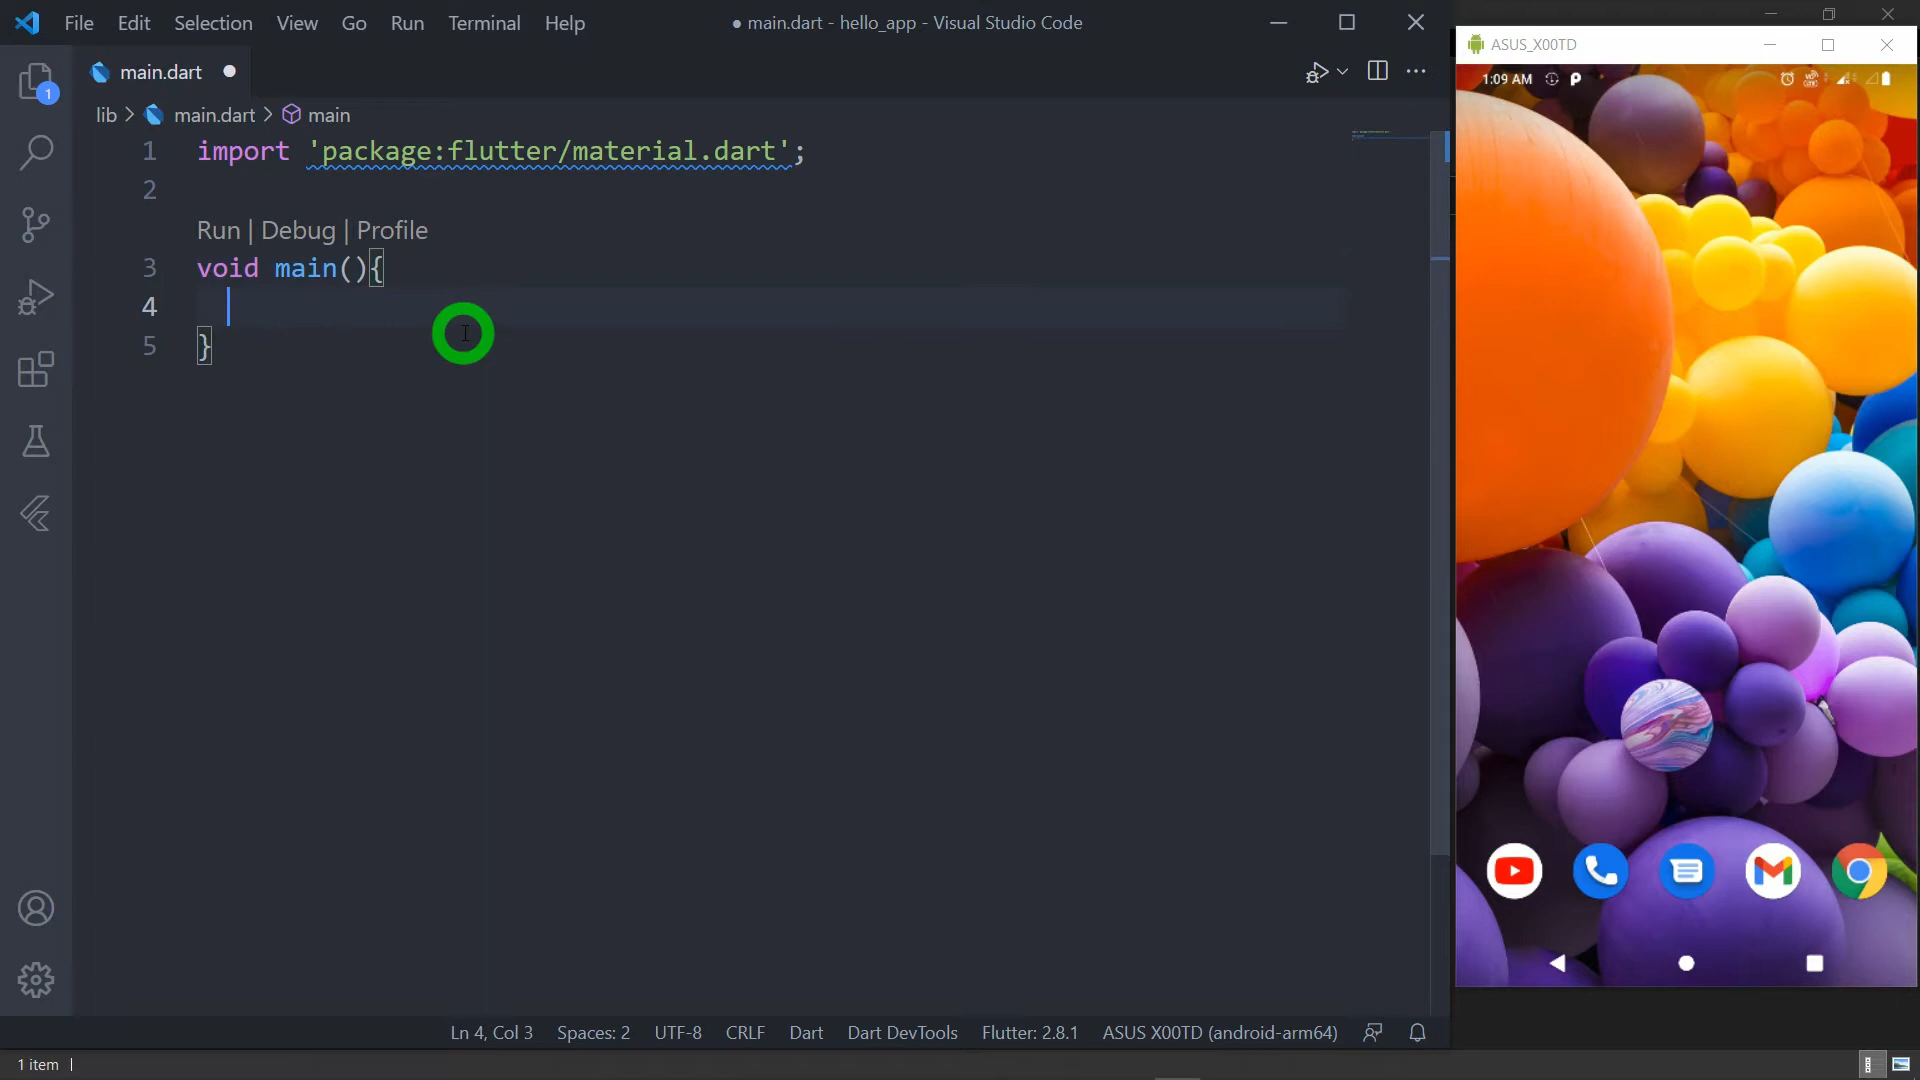 File Edit Selection View Go Run Terminal Help
● main.dart - hello_app - Visual Studio Code
ASUS_X00TD
main.dart ●
1:09 AM
lib > main.dart > main
1
1 import 'package:flutter/material.dart';
2
Run | Debug | Profile
3 void main(){
4
5 }
Ln 4, Col 3 Spaces: 2 UTF-8 CRLF Dart Dart DevTools Flutter: 2.8.1 ASUS X00TD (android-arm64)
1 item